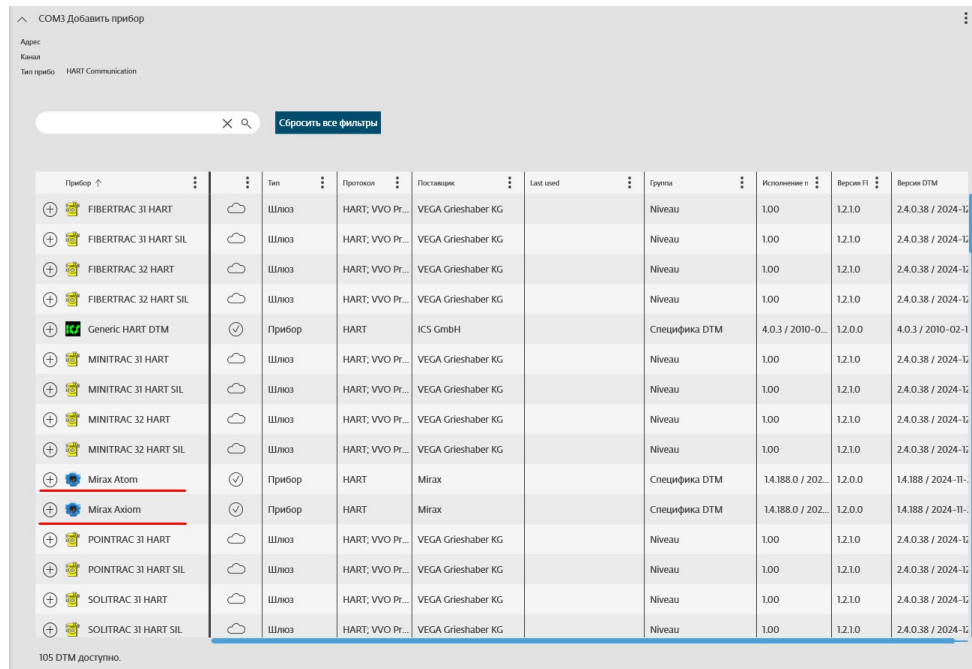 COM3 Добавить прибор
Адрес
Канал
Тип прибо HART Communication
Сбросить все фильтры
Прибор Тип Протокол Поставщик Last used Группа Исполнение п Версия FI Версия DTM
FIBERTRAC 31 HART Шлюз HART; VVO Pr... VEGA Grieshaber KG Niveau 1.00 1.2.1.0 2.4.0.38 / 2024-12
FIBERTRAC 31 HART SIL Шлюз HART; VVO Pr... VEGA Grieshaber KG Niveau 1.00 1.2.1.0 2.4.0.38 / 2024-12
FIBERTRAC 32 HART Шлюз HART; VVO Pr... VEGA Grieshaber KG Niveau 1.00 1.2.1.0 2.4.0.38 / 2024-12
FIBERTRAC 32 HART SIL Шлюз HART; VVO Pr... VEGA Grieshaber KG Niveau 1.00 1.2.1.0 2.4.0.38 / 2024-12
Generic HART DTM Прибор HART ICS GmbH Специфика DTM 4.0.3 / 2010-0... 1.2.0.0 4.0.3 / 2010-02-1
MINITRAC 31 HART Шлюз HART; VVO Pr... VEGA Grieshaber KG Niveau 1.00 1.2.1.0 2.4.0.38 / 2024-12
MINITRAC 31 HART SIL Шлюз HART; VVO Pr... VEGA Grieshaber KG Niveau 1.00 1.2.1.0 2.4.0.38 / 2024-12
MINITRAC 32 HART Шлюз HART; VVO Pr... VEGA Grieshaber KG Niveau 1.00 1.2.1.0 2.4.0.38 / 2024-12
MINITRAC 32 HART SIL Шлюз HART; VVO Pr... VEGA Grieshaber KG Niveau 1.00 1.2.1.0 2.4.0.38 / 2024-12
Mirax Atom Прибор HART Mirax Специфика DTM 1.4.188.0 / 202... 1.2.0.0 1.4.188 / 2024-11-
Mirax Axiom Прибор HART Mirax Специфика DTM 1.4.188.0 / 202... 1.2.0.0 1.4.188 / 2024-11-
POINTRAC 31 HART Шлюз HART; VVO Pr... VEGA Grieshaber KG Niveau 1.00 1.2.1.0 2.4.0.38 / 2024-12
POINTRAC 31 HART SIL Шлюз HART; VVO Pr... VEGA Grieshaber KG Niveau 1.00 1.2.1.0 2.4.0.38 / 2024-12
SOLITRAC 31 HART Шлюз HART; VVO Pr... VEGA Grieshaber KG Niveau 1.00 1.2.1.0 2.4.0.38 / 2024-12
SOLITRAC 31 HART SIL Шлюз HART; VVO Pr... VEGA Grieshaber KG Niveau 1.00 1.2.1.0 2.4.0.38 / 2024-12
105 DTM доступно.